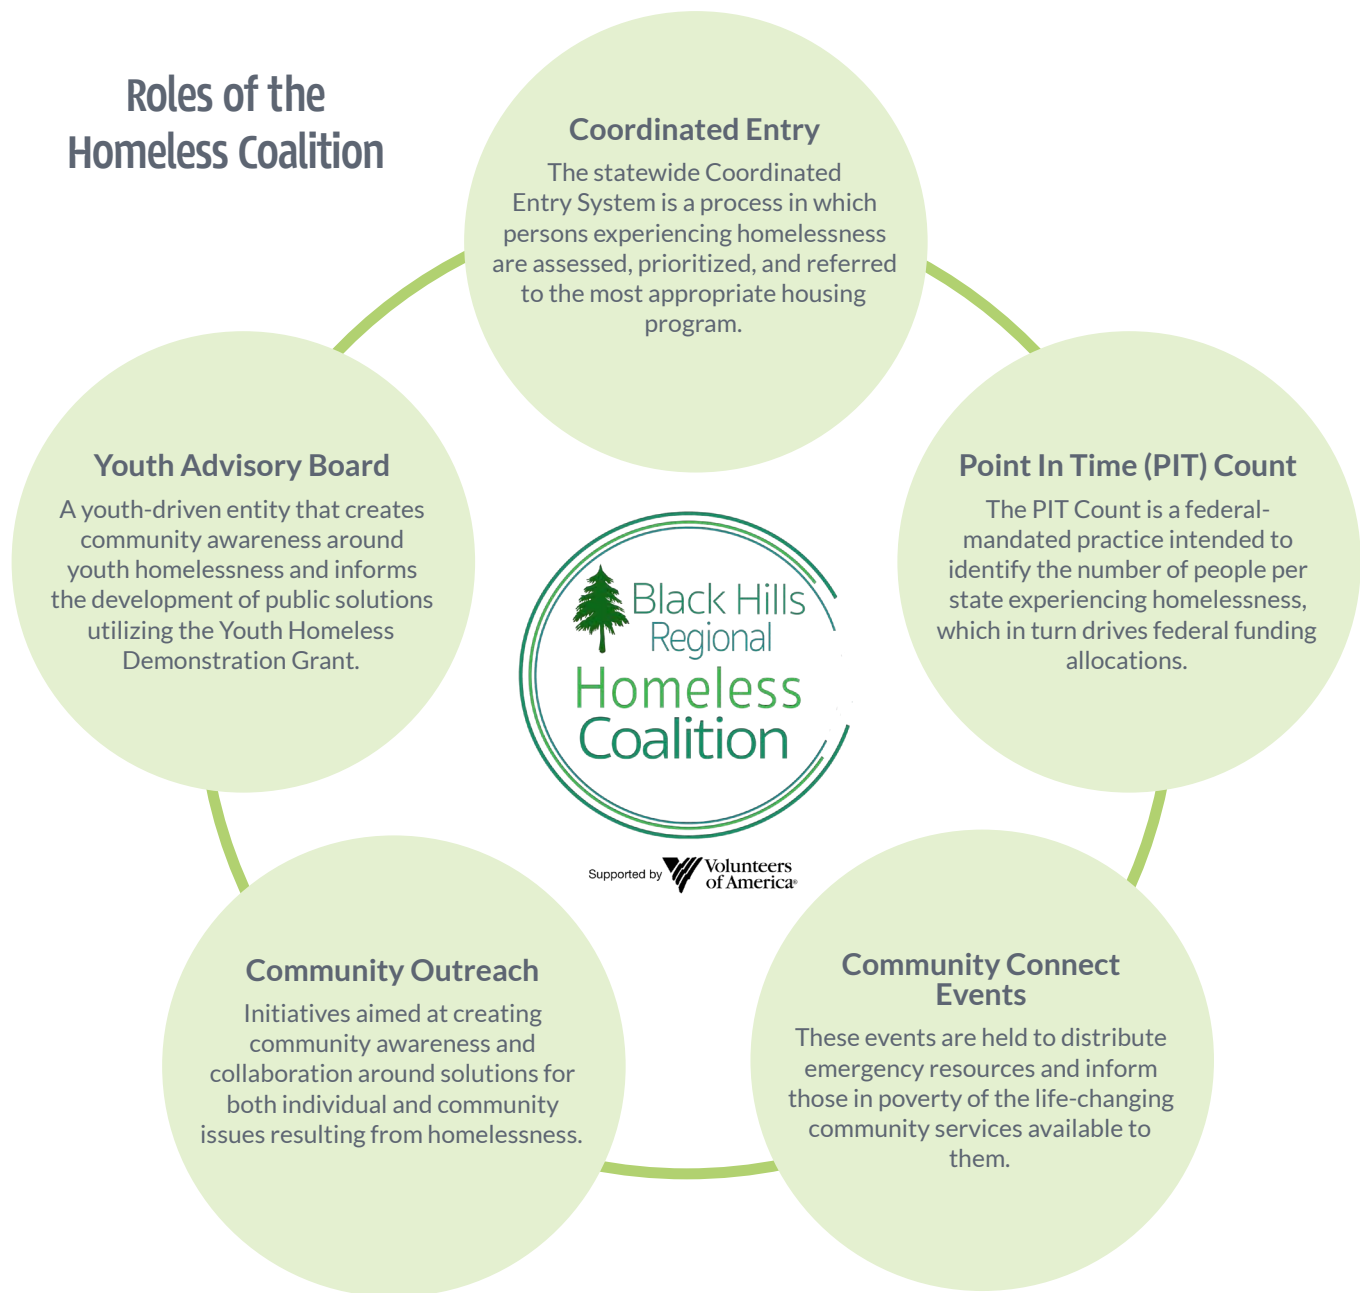 Roles of the
Homeless Coalition
Coordinated Entry
The statewide Coordinated
Entry System is a process in which
persons experiencing homelessness
are assessed, prioritized, and referred
to the most appropriate housing
program.
Youth Advisory Board
A youth-driven entity that creates
community awareness around
youth homelessness and informs
the development of public solutions
utilizing the Youth Homeless
Demonstration Grant.
Point In Time (PIT) Count
The PIT Count is a federal-
mandated practice intended to
identify the number of people per
state experiencing homelessness,
which in turn drives federal funding
allocations.
Black Hills
Regional
Homeless
Coalition
Supported by
Volunteers
of America®
Community Outreach
Initiatives aimed at creating
community awareness and
collaboration around solutions for
both individual and community
issues resulting from homelessness.
Community Connect
Events
These events are held to distribute
emergency resources and inform
those in poverty of the life-changing
community services available to
them.